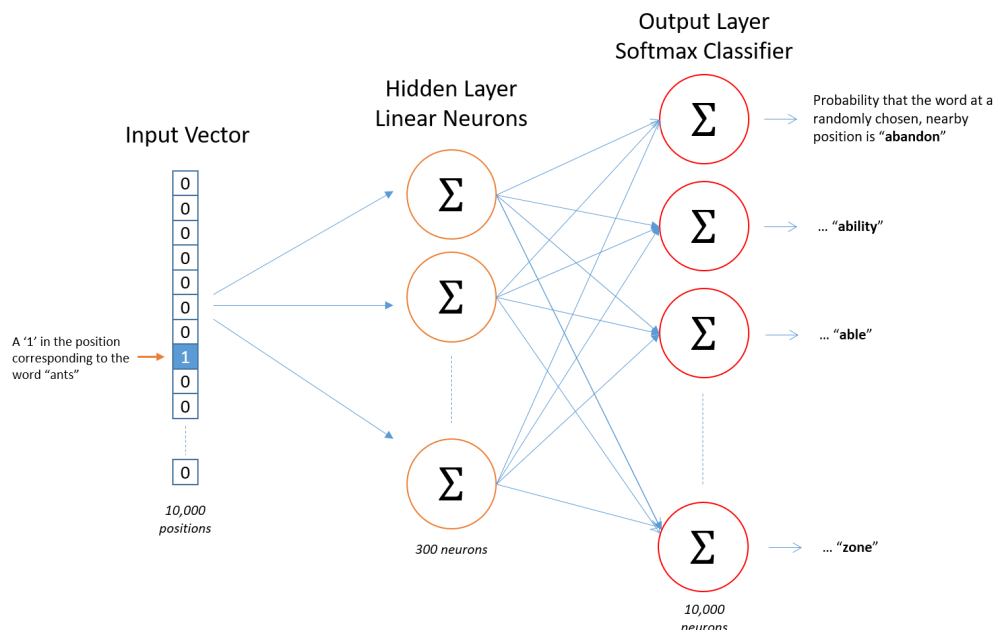 Output Layer
Softmax Classifier
Hidden Layer
Linear Neurons
Input Vector
0
0
0
0
0
0
0
1
0
0
0
A ‘1’ in the position
corresponding to the
word “ants”
10,000
positions
Σ
Σ
Σ
300 neurons
Σ
Σ
Σ
Σ
10,000
neurons
Probability that the word at a
randomly chosen, nearby
position is “abandon”
... “ability”
... “able”
... “zone”